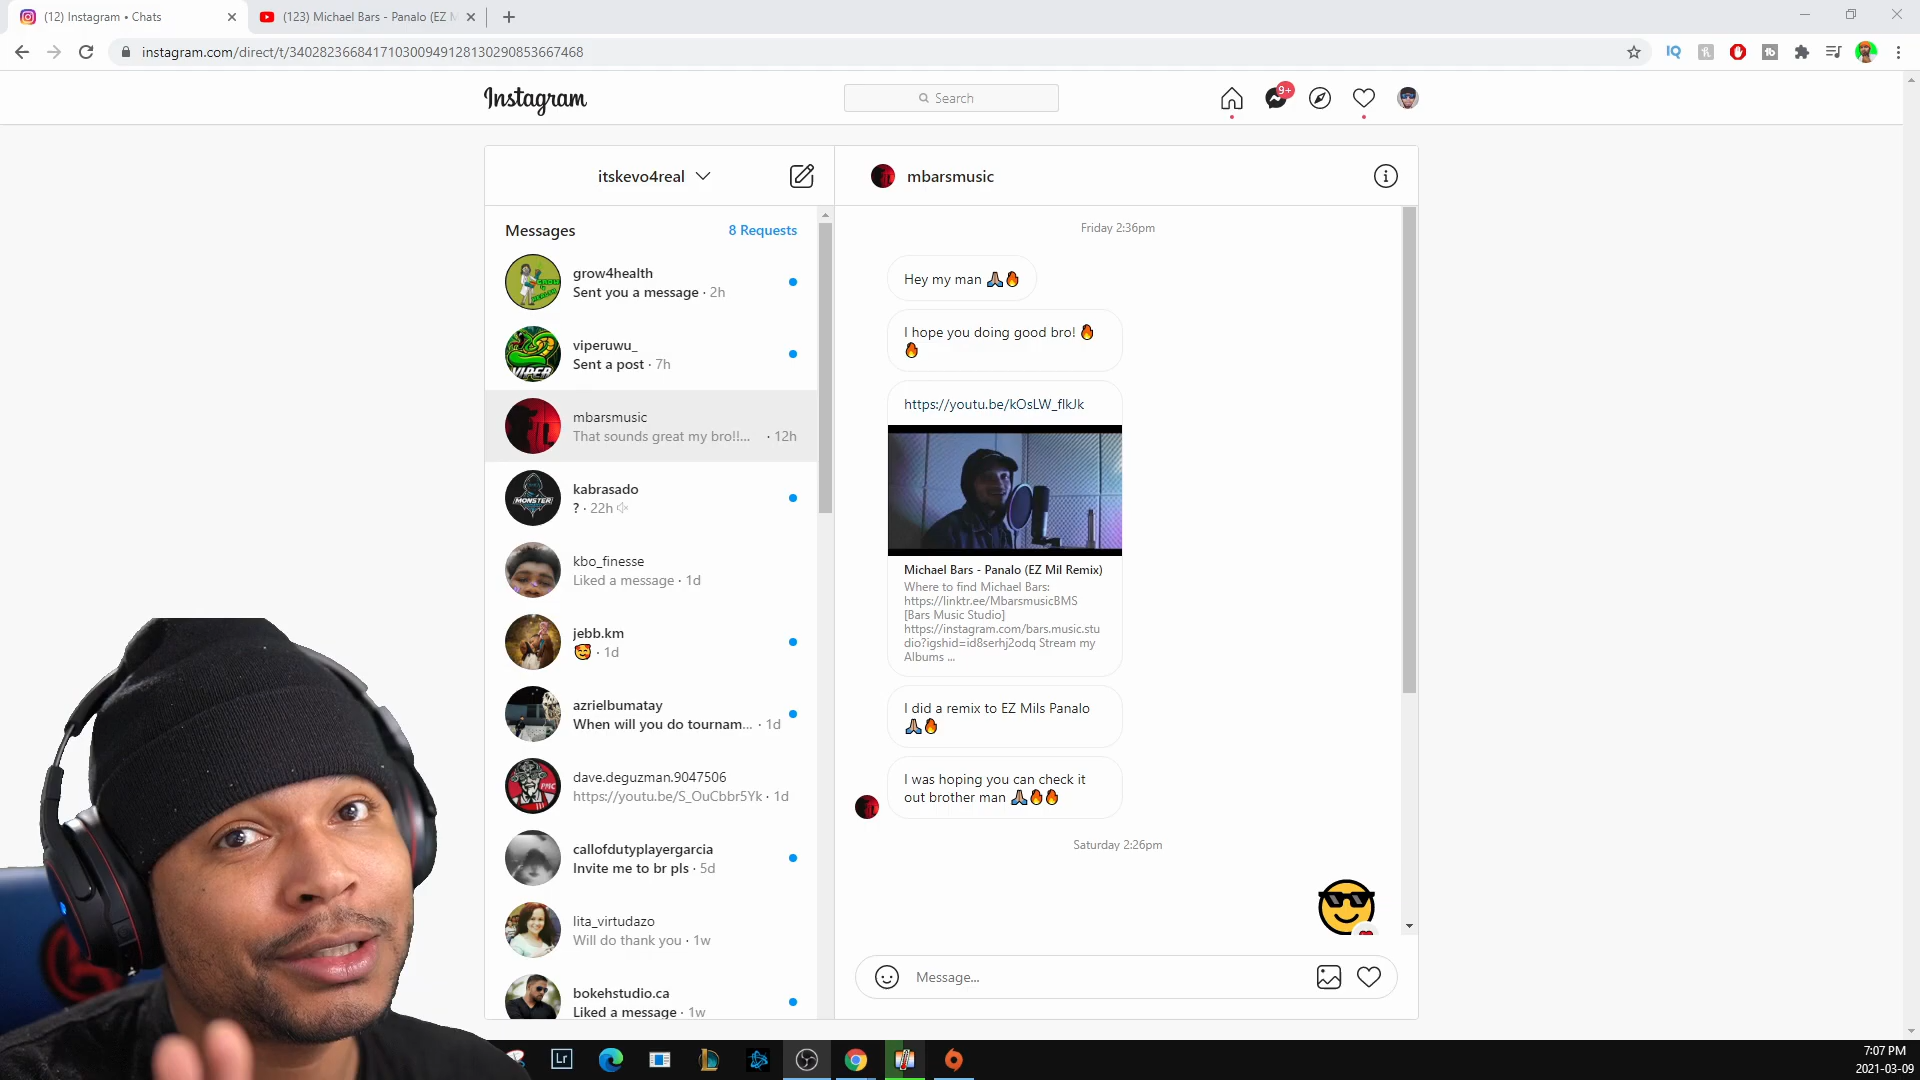 (12) Instagram • Chats
(123) Michael Bars - Panalo (EZ M
instagram.com/direct/t/340282366841710300949128130290853667468
Instagram
Search
9+
itskevo4real
mbarsmusic
Messages
8 Requests
grow4health
Sent you a message · 2h
viperuwu_
Sent a post · 7h
VIPER
mbarsmusic
That sounds great my bro!!... · 12h
kabrasado
? · 22h
MONSTER
kbo_finesse
Liked a message · 1d
jebb.km
🥰 · 1d
azrielbumatay
When will you do tournam... · 1d
dave.deguzman.9047506
https://youtu.be/S_OuCbbr5Yk · 1d
callofdutyplayergarcia
Invite me to br pls · 5d
lita_virtudazo
Will do thank you · 1w
bokehstudio.ca
Liked a message · 1w
Friday 2:36pm
Hey my man 🙏🏽🔥
I hope you doing good bro! 🔥
🔥
https://youtu.be/kOsLW_fIkJk
Michael Bars - Panalo (EZ Mil Remix)
Where to find Michael Bars:
https://linktr.ee/MbarsmusicBMS
[Bars Music Studio]
https://instagram.com/bars.music.stu
dio?igshid=id8serhj2odq Stream my
Albums ...
I did a remix to EZ Mils Panalo
🙏🏽🔥
I was hoping you can check it
out brother man 🙏🏽🔥🔥
Saturday 2:26pm
Message...
Lr
7:07 PM
2021-03-09